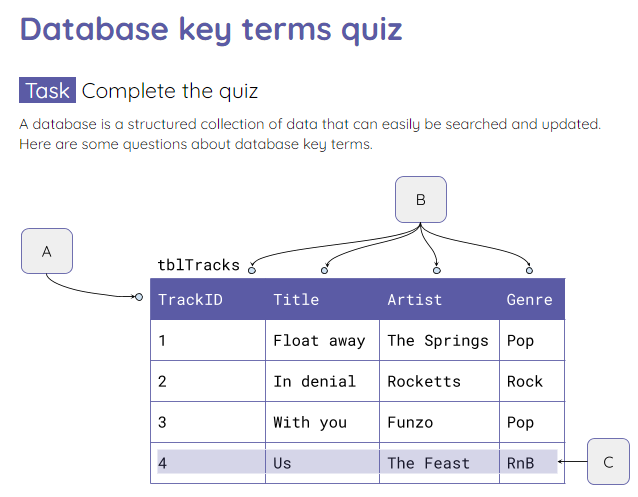 Database key terms quiz
Task Complete the quiz
A database is a structured collection of data that can easily be searched and updated.
Here are some questions about database key terms.
B
A
tblTracks
TrackID Title Artist Genre
1 Float away The Springs Pop
2 In denial Rocketts Rock
3 With you Funzo Pop
4 Us The Feast RnB
C